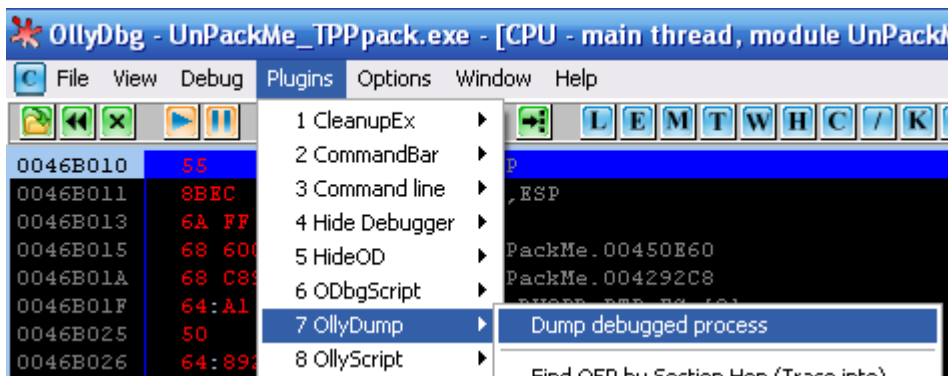 OllyDbg - UnPackMe_TPPpack.exe - [CPU - main thread, module UnPackM
C File View Debug Plugins Options Window Help
L E M T W H C / K
1 CleanupEx
2 CommandBar
3 Command line
4 Hide Debugger
5 HideOD
6 ODbgScript
7 OllyDump
8 OllyScript
Dump debugged process
Find OEP by Section Hop (Trace into)
0046B010 55 P
0046B011 8BEC ,ESP
0046B013 6A FF
0046B015 68 600 PackMe.00450E60
0046B01A 68 C89 PackMe.004292C8
0046B01F 64:A1
0046B025 50
0046B026 64:892